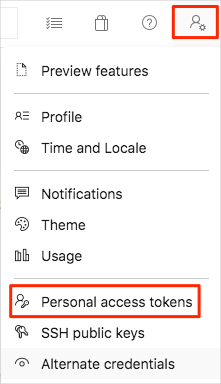 Preview features
Profile
Time and Locale
Notifications
Theme
Usage
Personal access tokens
SSH public keys
Alternate credentials